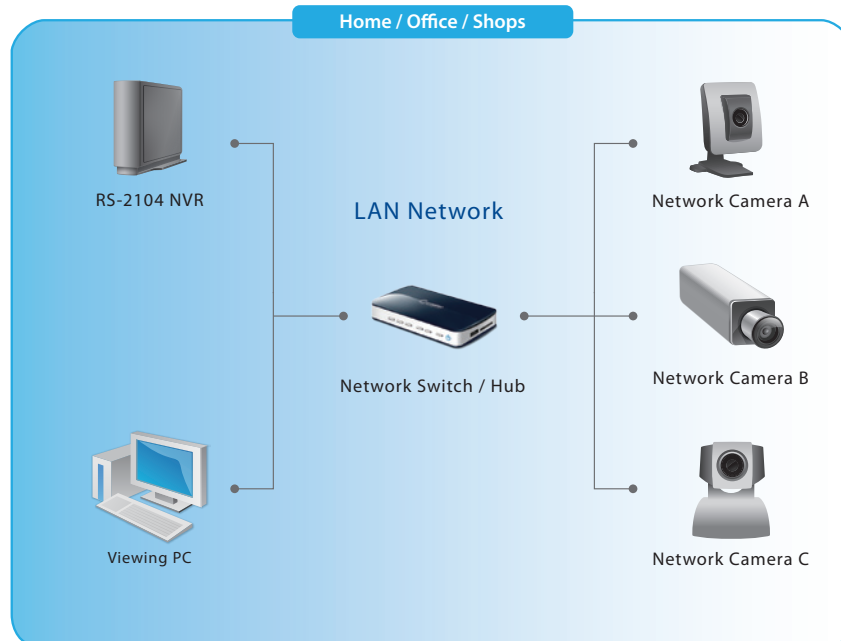 Home / Office / Shops
RS-2104 NVR
LAN Network
Network Camera A
Network Switch / Hub
Network Camera B
Viewing PC
Network Camera C